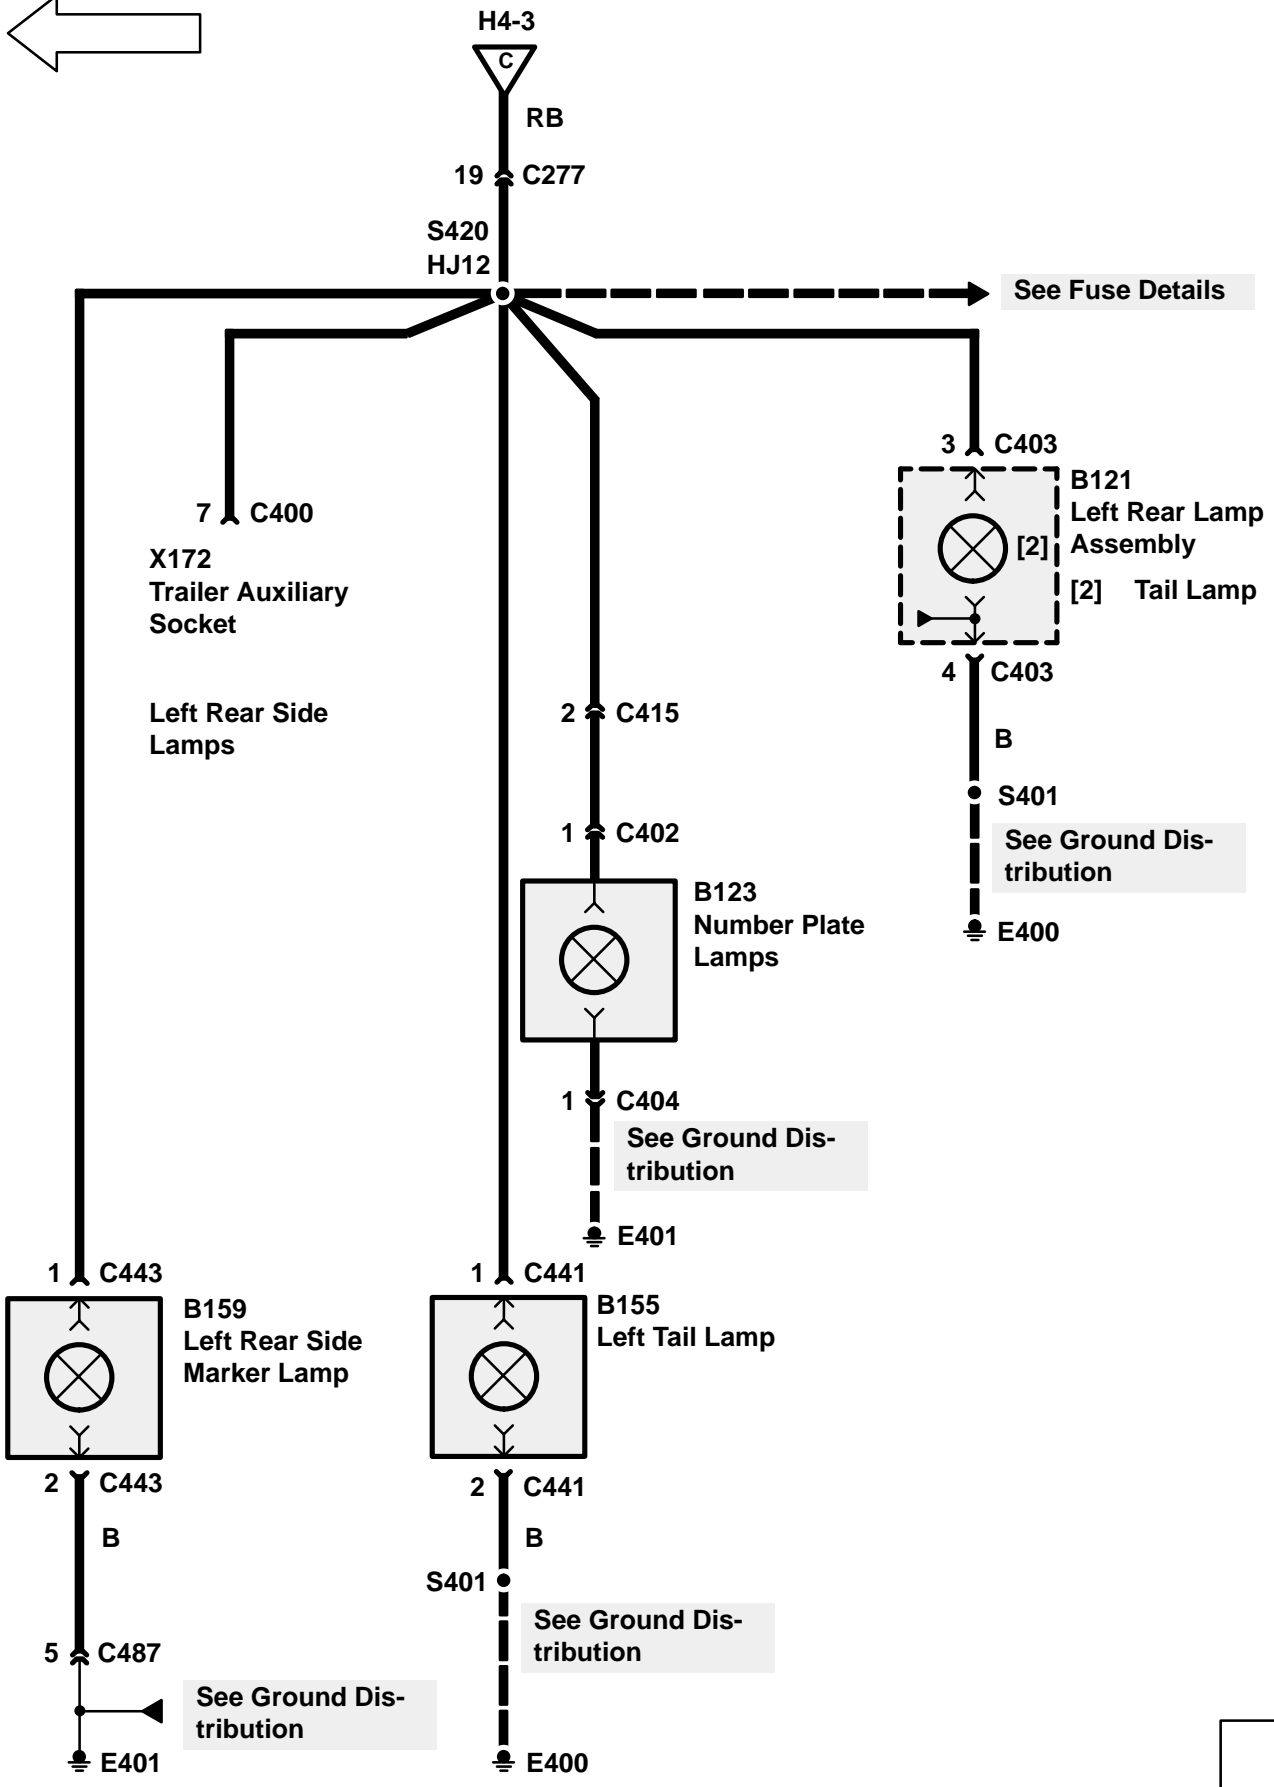 H4-3
C
RB
19 C277
S420
HJ12
See Fuse Details
3 C403
B121
Left Rear Lamp
Assembly
[2]
[2] Tail Lamp
4 C403
B
S401
See Ground Dis-
tribution
E400
7 C400
X172
Trailer Auxiliary
Socket
Left Rear Side
Lamps
2 C415
1 C402
B123
Number Plate
Lamps
1 C404
See Ground Dis-
tribution
E401
1 C443
B159
Left Rear Side
Marker Lamp
2 C443
B
5 C487
See Ground Dis-
tribution
E401
1 C441
B155
Left Tail Lamp
2 C441
B
S401
See Ground Dis-
tribution
E400